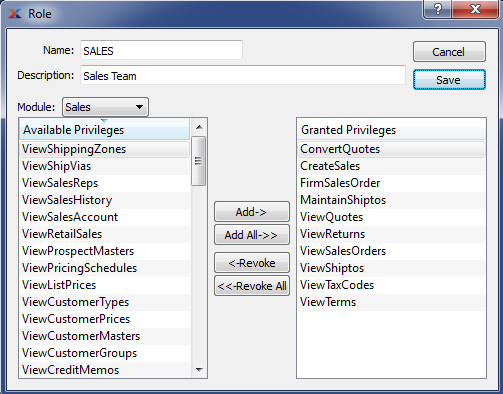 Role
Name: SALES
Cancel
Description: Sales Team
Save
Module: Sales
Available Privileges
ViewShippingZones
ViewShipVias
ViewSalesReps
ViewSalesHistory
ViewSalesAccount
ViewRetailSales
ViewProspectMasters
ViewPricingSchedules
ViewListPrices
ViewCustomerTypes
ViewCustomerPrices
ViewCustomerMasters
ViewCustomerGroups
ViewCreditMemos
Add->
Add All->>
<-Revoke
<<-Revoke All
Granted Privileges
ConvertQuotes
CreateSales
FirmSalesOrder
MaintainShiptos
ViewQuotes
ViewReturns
ViewSalesOrders
ViewShiptos
ViewTaxCodes
ViewTerms